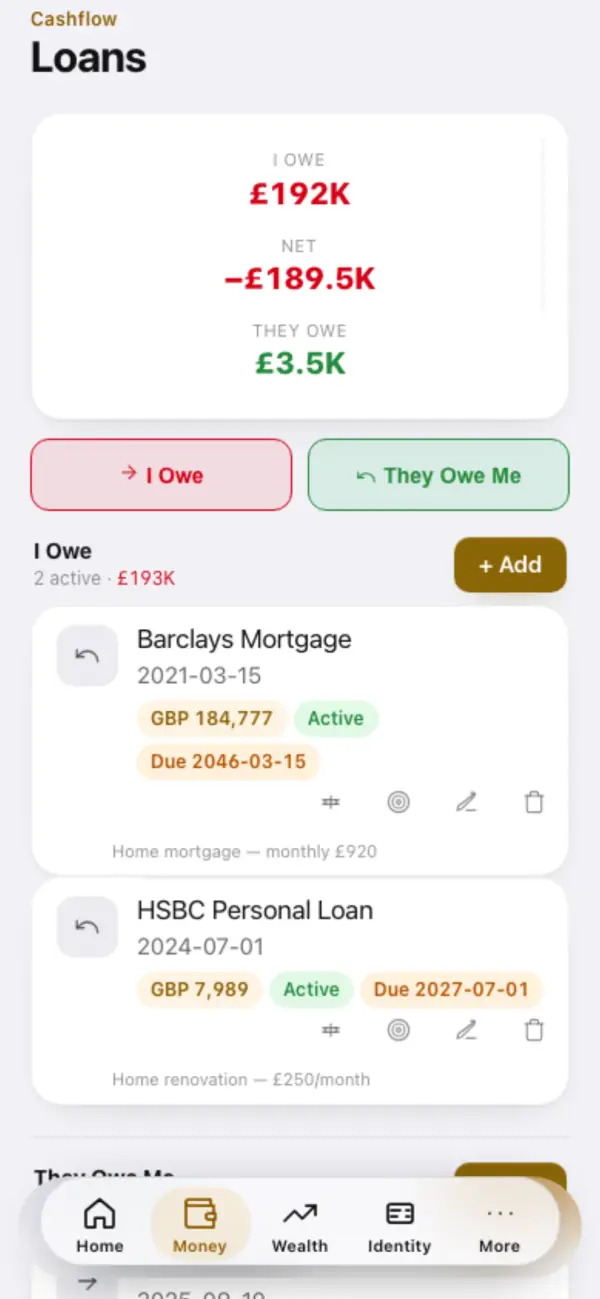 Cashflow
Loans
I OWE
£192K
NET
−£189.5K
THEY OWE
£3.5K
→ I Owe
They Owe Me
I Owe
2 active · £193K
+ Add
Barclays Mortgage
2021-03-15
GBP 184,777 Active
Due 2046-03-15
Home mortgage — monthly £920
HSBC Personal Loan
2024-07-01
GBP 7,989 Active Due 2027-07-01
Home renovation — £250/month
They Owe Me
Home Money Wealth Identity More